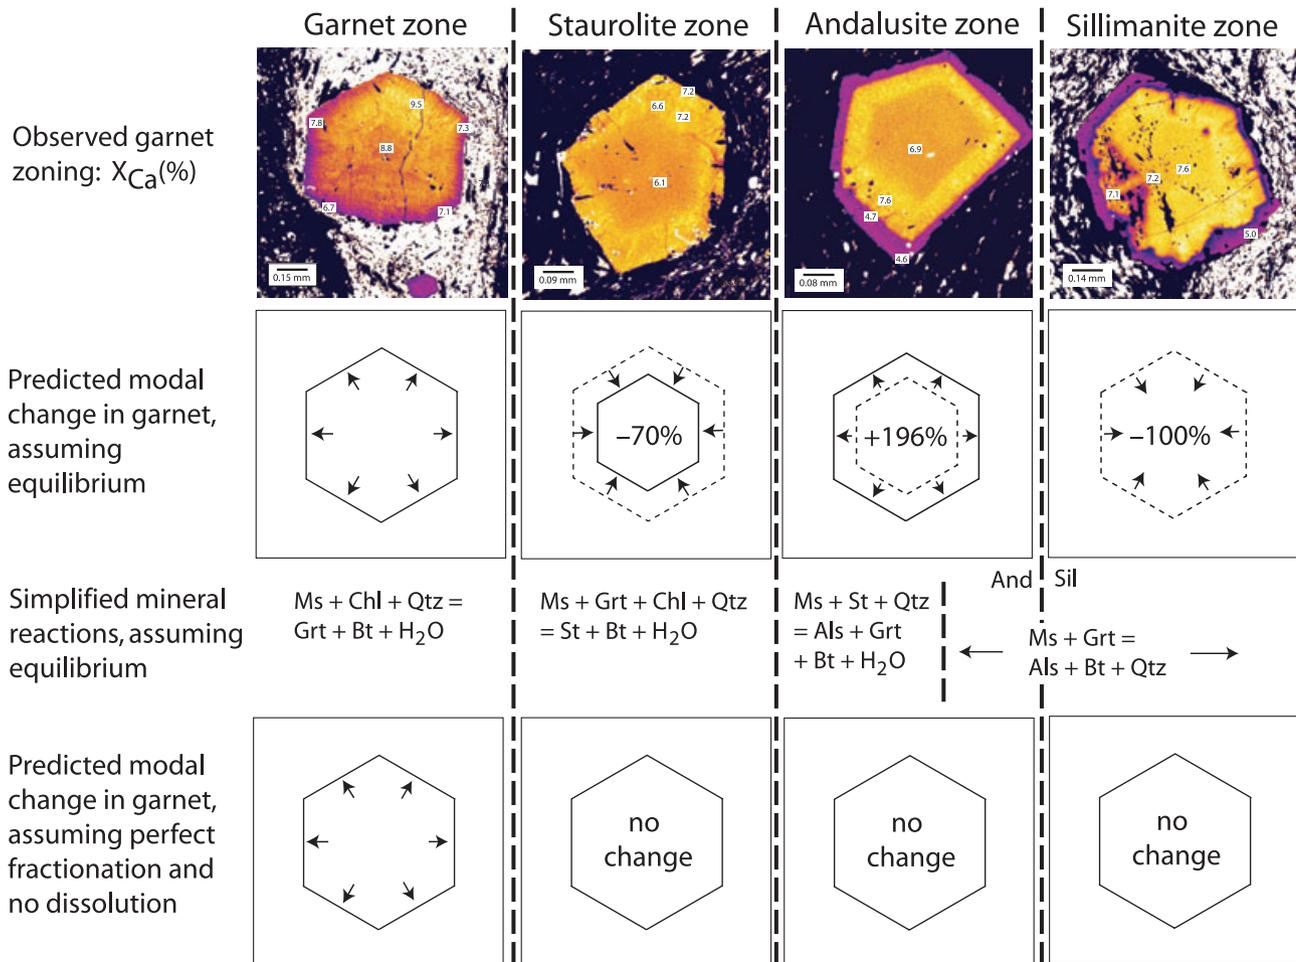 Garnet zone
Staurolite zone
Andalusite zone
Sillimanite zone
Observed garnet
zoning: XCa(%)
9.5
7.8
7.3
8.8
6.7
7.1
0.15 mm
7.2
6.6
7.2
6.1
0.09 mm
6.9
7.6
4.7
4.6
0.08 mm
7.6
7.2
7.1
5.0
0.14 mm
Predicted modal
change in garnet,
assuming
equilibrium
–70%
+196%
–100%
Simplified mineral
reactions, assuming
equilibrium
Ms + Chl + Qtz =
Grt + Bt + H2O
Ms + Grt + Chl + Qtz
= St + Bt + H2O
Ms + St + Qtz
= Als + Grt
+ Bt + H2O
And
Sil
Ms + Grt =
Als + Bt + Qtz
Predicted modal
change in garnet,
assuming perfect
fractionation and
no dissolution
no
change
no
change
no
change